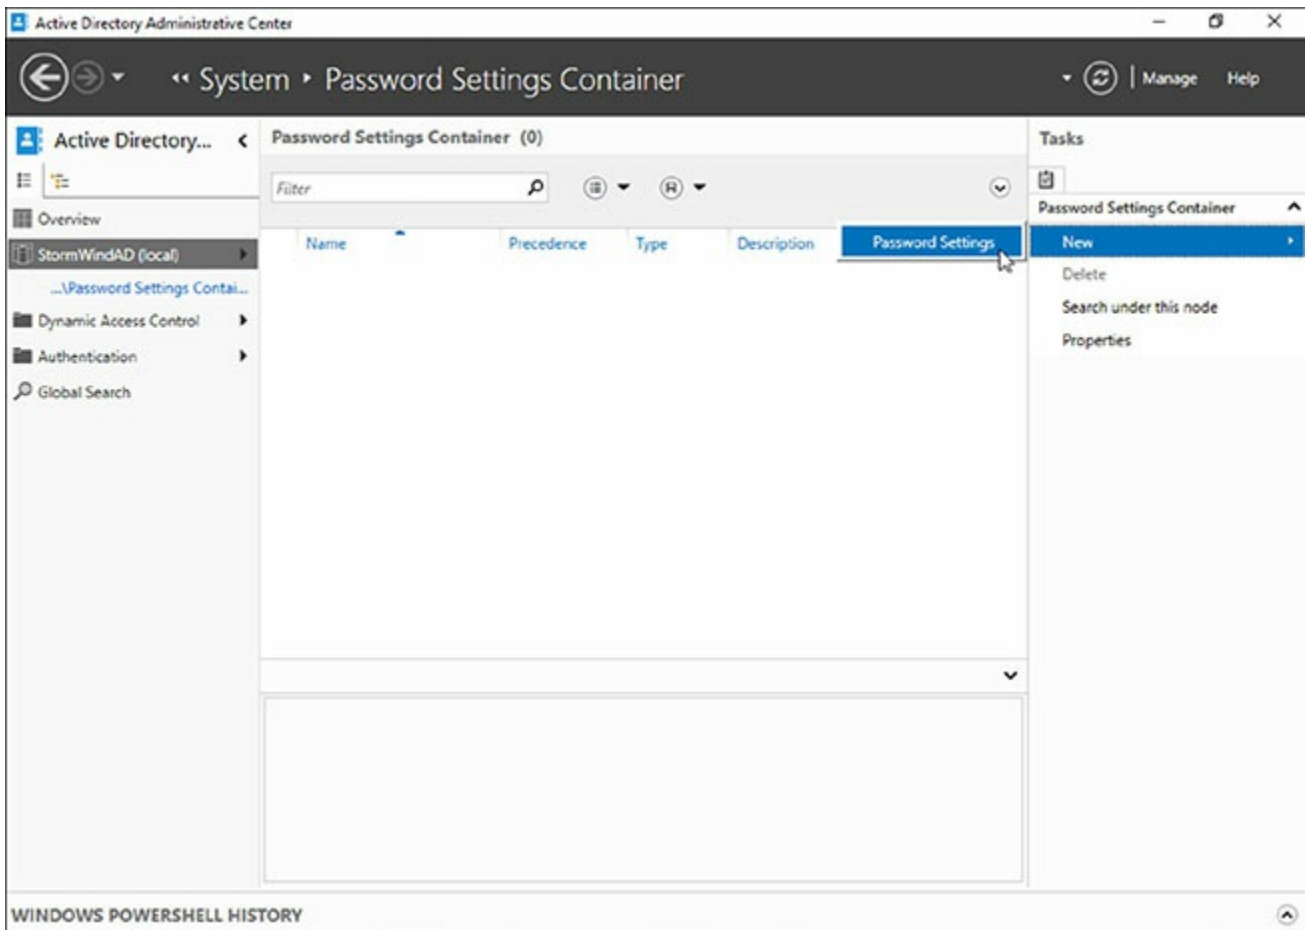 Active Directory Administrative Center
System • Password Settings Container
Manage Help
Active Directory...
Overview
StormWindAD (local)
...\Password Settings Contai...
Dynamic Access Control
Authentication
Global Search
Password Settings Container (0)
Filter
Name Precedence Type Description
Password Settings
Tasks
Password Settings Container
New
Delete
Search under this node
Properties
WINDOWS POWERSHELL HISTORY